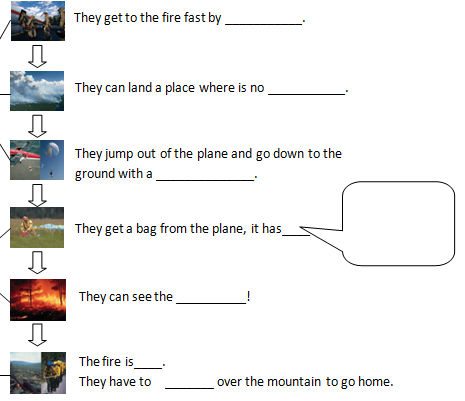 They get to the fire fast by ___________.
They can land a place where is no ___________.
They jump out of the plane and go down to the
ground with a ______________.
They get a bag from the plane, it has____
They can see the __________!
The fire is____.
They have to _______ over the mountain to go home.